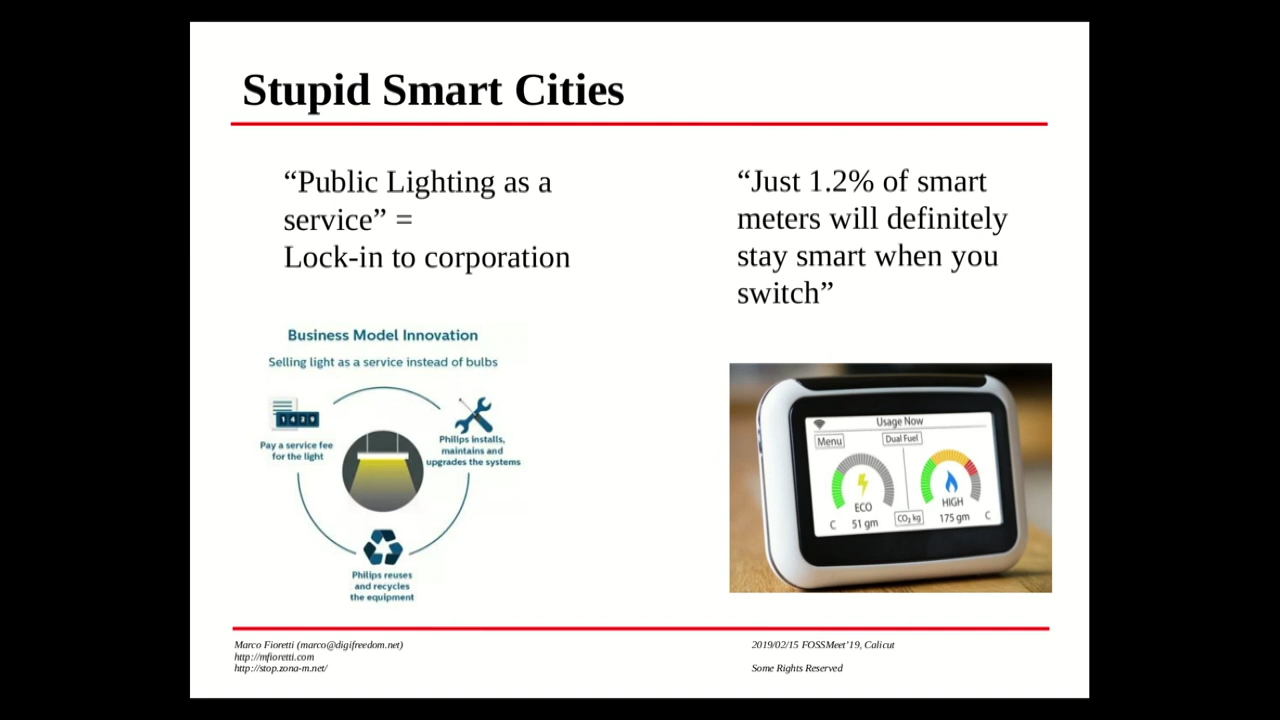 Stupid Smart Cities
“Public Lighting as a
service” =
Lock-in to corporation
Business Model Innovation
Selling light as a service instead of bulbs
1429
Pay a service fee
for the light
Philips installs,
maintains and
upgrades the systems
Philips reuses
and recycles
the equipment
“Just 1.2% of smart
meters will definitely
stay smart when you
switch”
Usage Now
Menu
Dual Fuel
ECO
HIGH
C 51 gm CO₂ kg 175 gm C
Marco Fioretti (marco@digifreedom.net)
http://mfioretti.com
http://stop.zona-m.net/
2019/02/15 FOSSMeet'19, Calicut
Some Rights Reserved